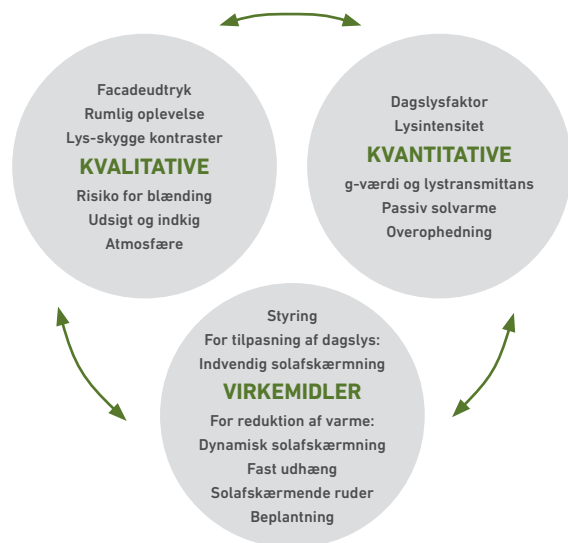 Facadeudtryk
Rumlig oplevelse
Lys-skygge kontraster
KVALITATIVE
Risiko for blænding
Udsigt og indkig
Atmosfære
Dagslysfaktor
Lysintensitet
KVANTITATIVE
g-værdi og lystransmittans
Passiv solvarme
Overophedning
Styring
For tilpasning af dagslys:
Indvendig solafskærmning
VIRKEMIDLER
For reduktion af varme:
Dynamisk solafskærmning
Fast udhæng
Solafskærmende ruder
Beplantning